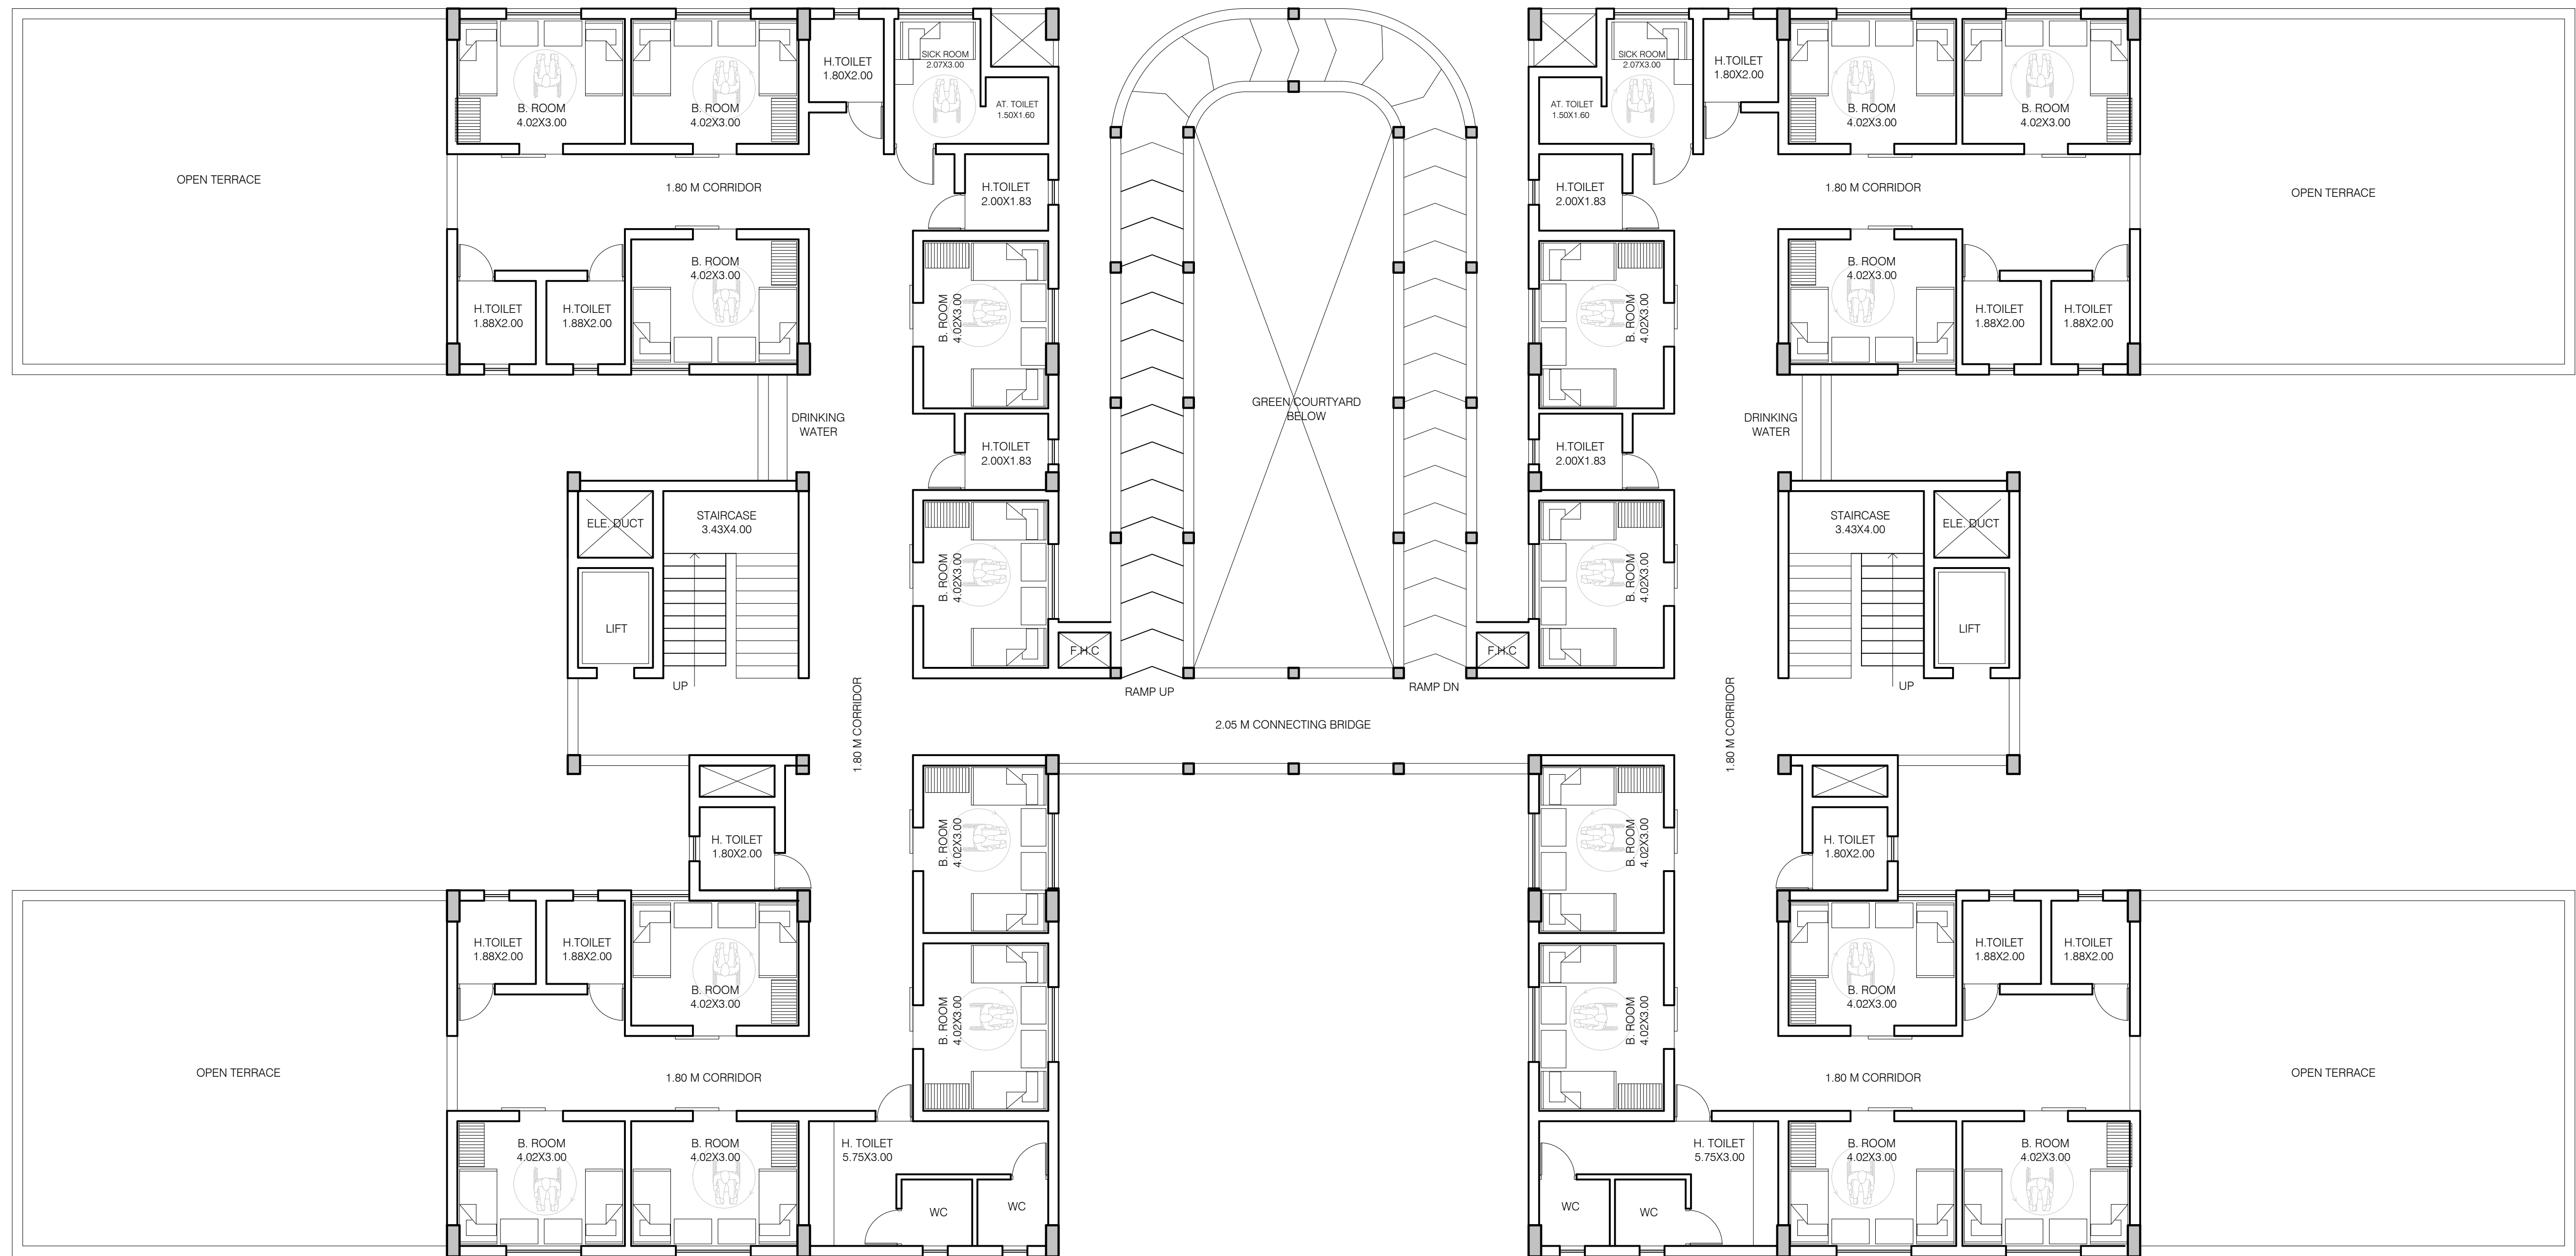 B. ROOM
4.02X3.00
B. ROOM
4.02X3.00
H.TOILET
1.80X2.00
SICK ROOM
2.07X3.00
AT. TOILET
1.50X1.60
OPEN TERRACE
1.80 M CORRIDOR
H.TOILET
2.00X1.83
H.TOILET
1.88X2.00
H.TOILET
1.88X2.00
B. ROOM
4.02X3.00
B. ROOM
4.02X3.00
DRINKING
WATER
H.TOILET
2.00X1.83
ELE. DUCT
STAIRCASE
3.43X4.00
B. ROOM
4.02X3.00
LIFT
UP
F.H.C
GREEN COURTYARD
BELOW
RAMP UP
RAMP DN
SICK ROOM
2.07X3.00
H.TOILET
1.80X2.00
B. ROOM
4.02X3.00
B. ROOM
4.02X3.00
AT. TOILET
1.50X1.60
H.TOILET
2.00X1.83
1.80 M CORRIDOR
OPEN TERRACE
B. ROOM
4.02X3.00
B. ROOM
4.02X3.00
H.TOILET
1.88X2.00
H.TOILET
1.88X2.00
DRINKING
WATER
H.TOILET
2.00X1.83
B. ROOM
4.02X3.00
STAIRCASE
3.43X4.00
ELE. DUCT
LIFT
F.H.C
UP
1.80 M CORRIDOR
2.05 M CONNECTING BRIDGE
1.80 M CORRIDOR
H. TOILET
1.80X2.00
B. ROOM
4.02X3.00
H.TOILET
1.88X2.00
H.TOILET
1.88X2.00
B. ROOM
4.02X3.00
B. ROOM
4.02X3.00
OPEN TERRACE
1.80 M CORRIDOR
B. ROOM
4.02X3.00
B. ROOM
4.02X3.00
H. TOILET
5.75X3.00
WC
WC
B. ROOM
4.02X3.00
H. TOILET
1.80X2.00
B. ROOM
4.02X3.00
B. ROOM
4.02X3.00
H.TOILET
1.88X2.00
H.TOILET
1.88X2.00
1.80 M CORRIDOR
OPEN TERRACE
H. TOILET
5.75X3.00
B. ROOM
4.02X3.00
B. ROOM
4.02X3.00
WC
WC